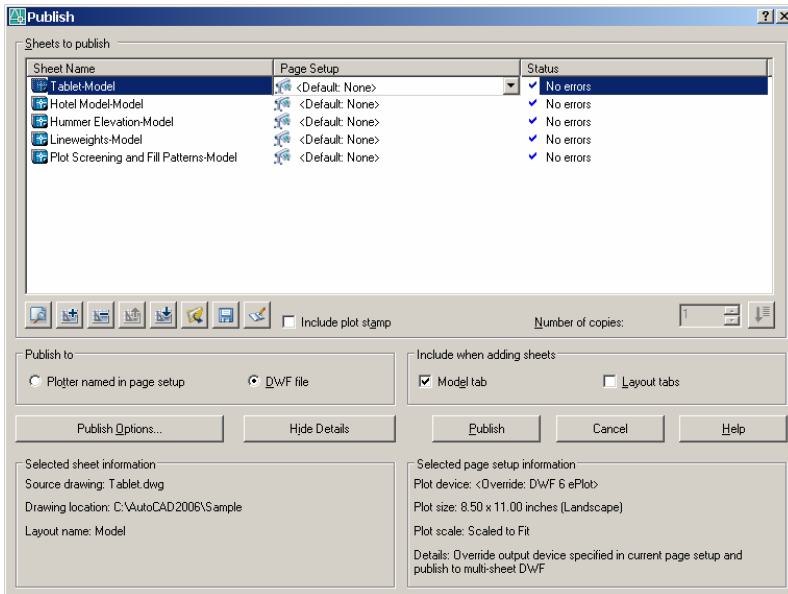 Publish
Sheets to publish
Sheet Name Page Setup Status
Tablet-Model <Default: None> No errors
Hotel Model-Model <Default: None> No errors
Hummer Elevation-Model <Default: None> No errors
Lineweights-Model <Default: None> No errors
Plot Screening and Fill Patterns-Model <Default: None> No errors
Include plot stamp Number of copies: 1
Publish to Include when adding sheets
Plotter named in page setup DWF file Model tab Layout tabs
Publish Options... Hide Details Publish Cancel Help
Selected sheet information
Source drawing: Tablet.dwg
Drawing location: C:\AutoCAD2006\Sample
Layout name: Model
Selected page setup information
Plot device: <Override: DWF 6 ePlot>
Plot size: 8.50 x 11.00 inches (Landscape)
Plot scale: Scaled to Fit
Details: Override output device specified in current page setup and
publish to multi-sheet DWF